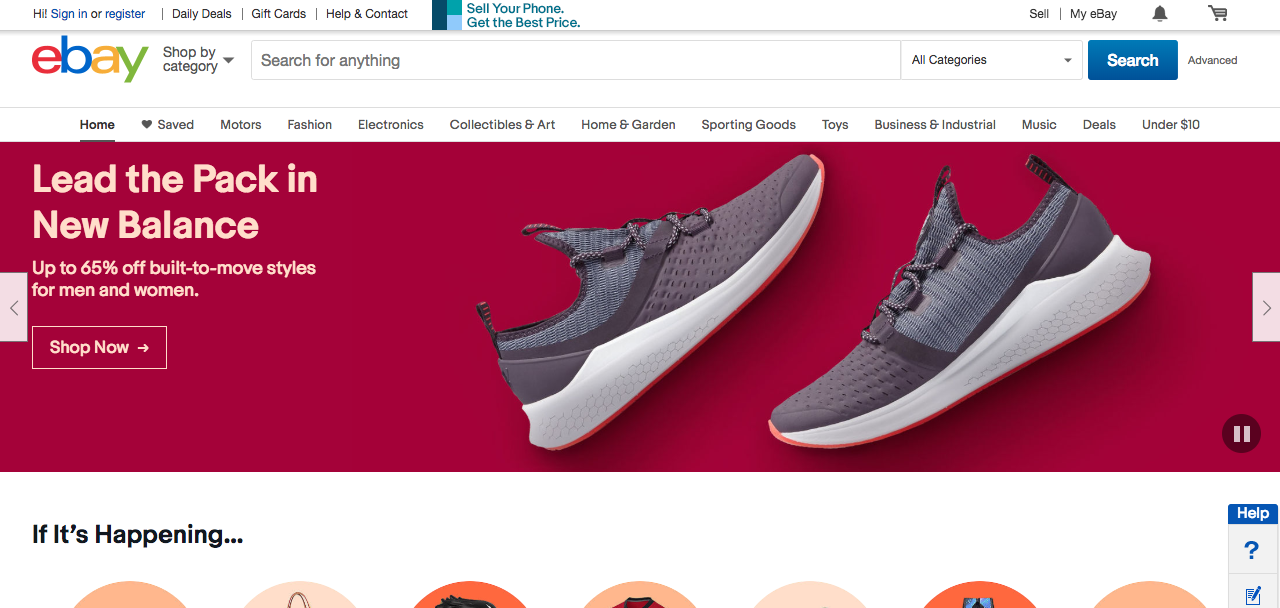 Hi! Sign in or register | Daily Deals | Gift Cards | Help & Contact
Sell Your Phone.
Get the Best Price.
Sell | My eBay
ebay
Shop by
category
Search for anything
All Categories
Search
Advanced
Home Saved Motors Fashion Electronics Collectibles & Art Home & Garden Sporting Goods Toys Business & Industrial Music Deals Under $10
Lead the Pack in
New Balance
Up to 65% off built-to-move styles
for men and women.
Shop Now →
If It's Happening...
Help
?